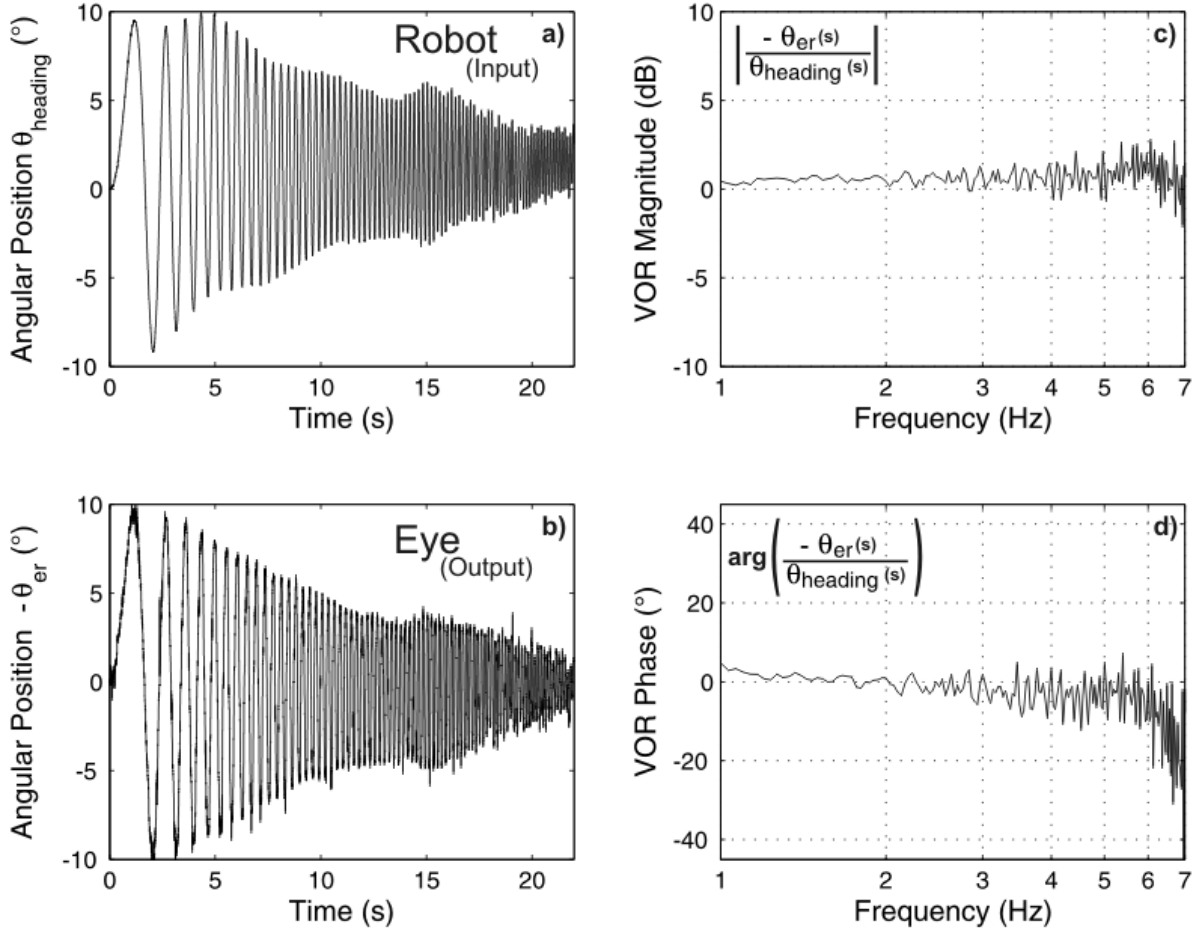 a)
Robot
(Input)
10
5
0
-5
-10
0 5 10 15 20
Time (s)
Angular Position θheading (°)
c)
| - θer(s) / θheading (s) |
10
5
0
-5
-10
1 2 3 4 5 6 7
Frequency (Hz)
VOR Magnitude (dB)
b)
Eye
(Output)
10
5
0
-5
-10
0 5 10 15 20
Time (s)
Angular Position - θer (°)
d)
arg( - θer(s) / θheading (s) )
40
20
0
-20
-40
1 2 3 4 5 6 7
Frequency (Hz)
VOR Phase (°)